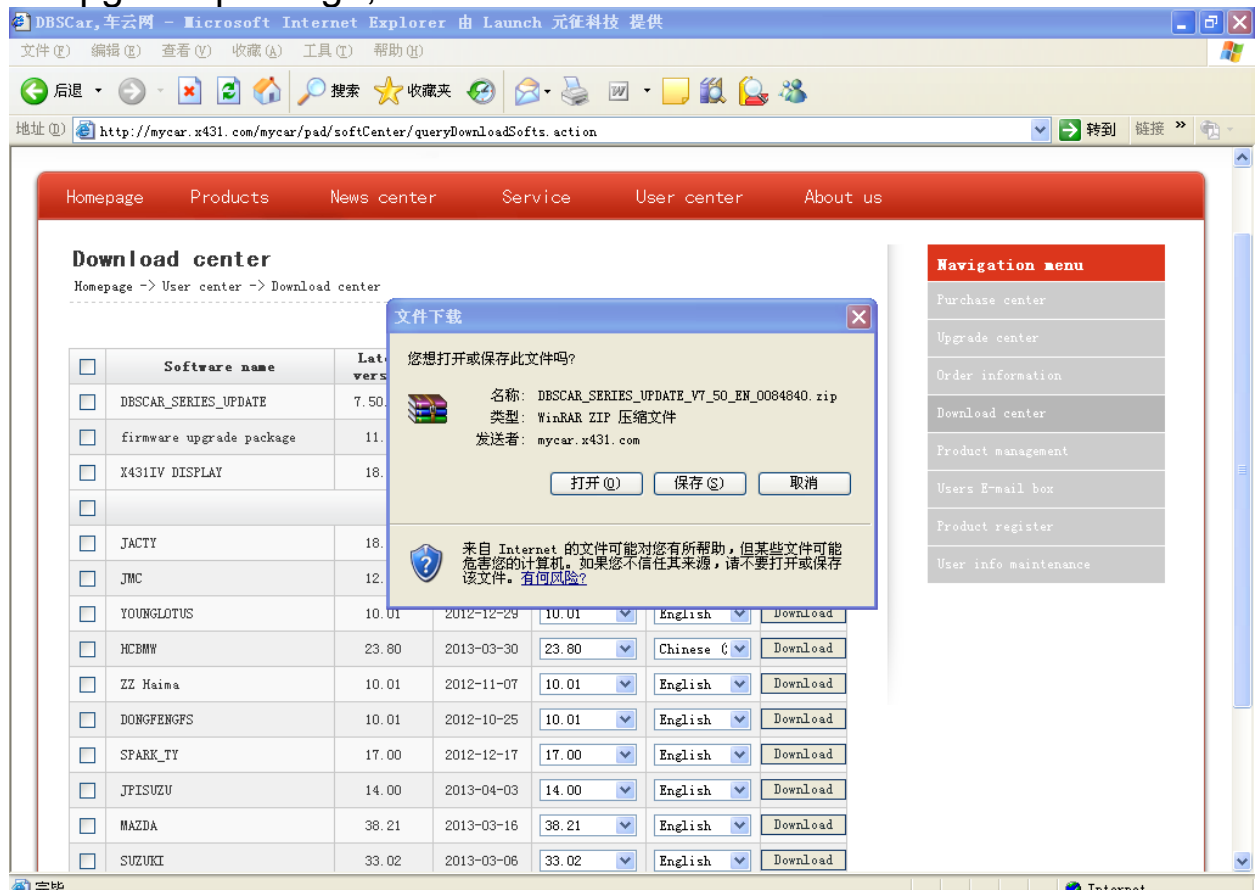 DBSCar,车云网 - Microsoft Internet Explorer 由 Launch 元征科技 提供
文件(F) 编辑(E) 查看(V) 收藏(A) 工具(T) 帮助(H)
后退 搜索 收藏夹
地址(D) http://mycar.x431.com/mycar/pad/softCenter/queryDownloadSofts.action 转到 链接 »
Homepage Products News center Service User center About us
Download center
Homepage -> User center -> Download center
Navigation menu
Purchase center
Upgrade center
Order information
Download center
Product management
Users E-mail box
Product register
User info maintenance
文件下载
您想打开或保存此文件吗?
名称: DBSCAR_SERIES_UPDATE_V7_50_EN_0084840.zip
类型: WinRAR ZIP 压缩文件
发送者: mycar.x431.com
打开(O) 保存(S) 取消
来自 Internet 的文件可能对您有所帮助,但某些文件可能
危害您的计算机。如果您不信任其来源,请不要打开或保存
该文件。有何风险?
Software name
DBSCAR_SERIES_UPDATE 7.50.
firmware upgrade package 11.
X431IV DISPLAY 18.
JACTY 18.
JMC 12.
YOUNGLOTUS 10.01 2012-12-29 10.01 English Download
HCBMW 23.80 2013-03-30 23.80 Chinese Download
ZZ Haima 10.01 2012-11-07 10.01 English Download
DONGFENGFS 10.01 2012-10-25 10.01 English Download
SPARK_TY 17.00 2012-12-17 17.00 English Download
JPISUZU 14.00 2013-04-03 14.00 English Download
MAZDA 38.21 2013-03-16 38.21 English Download
SUZUKI 33.02 2013-03-06 33.02 English Download